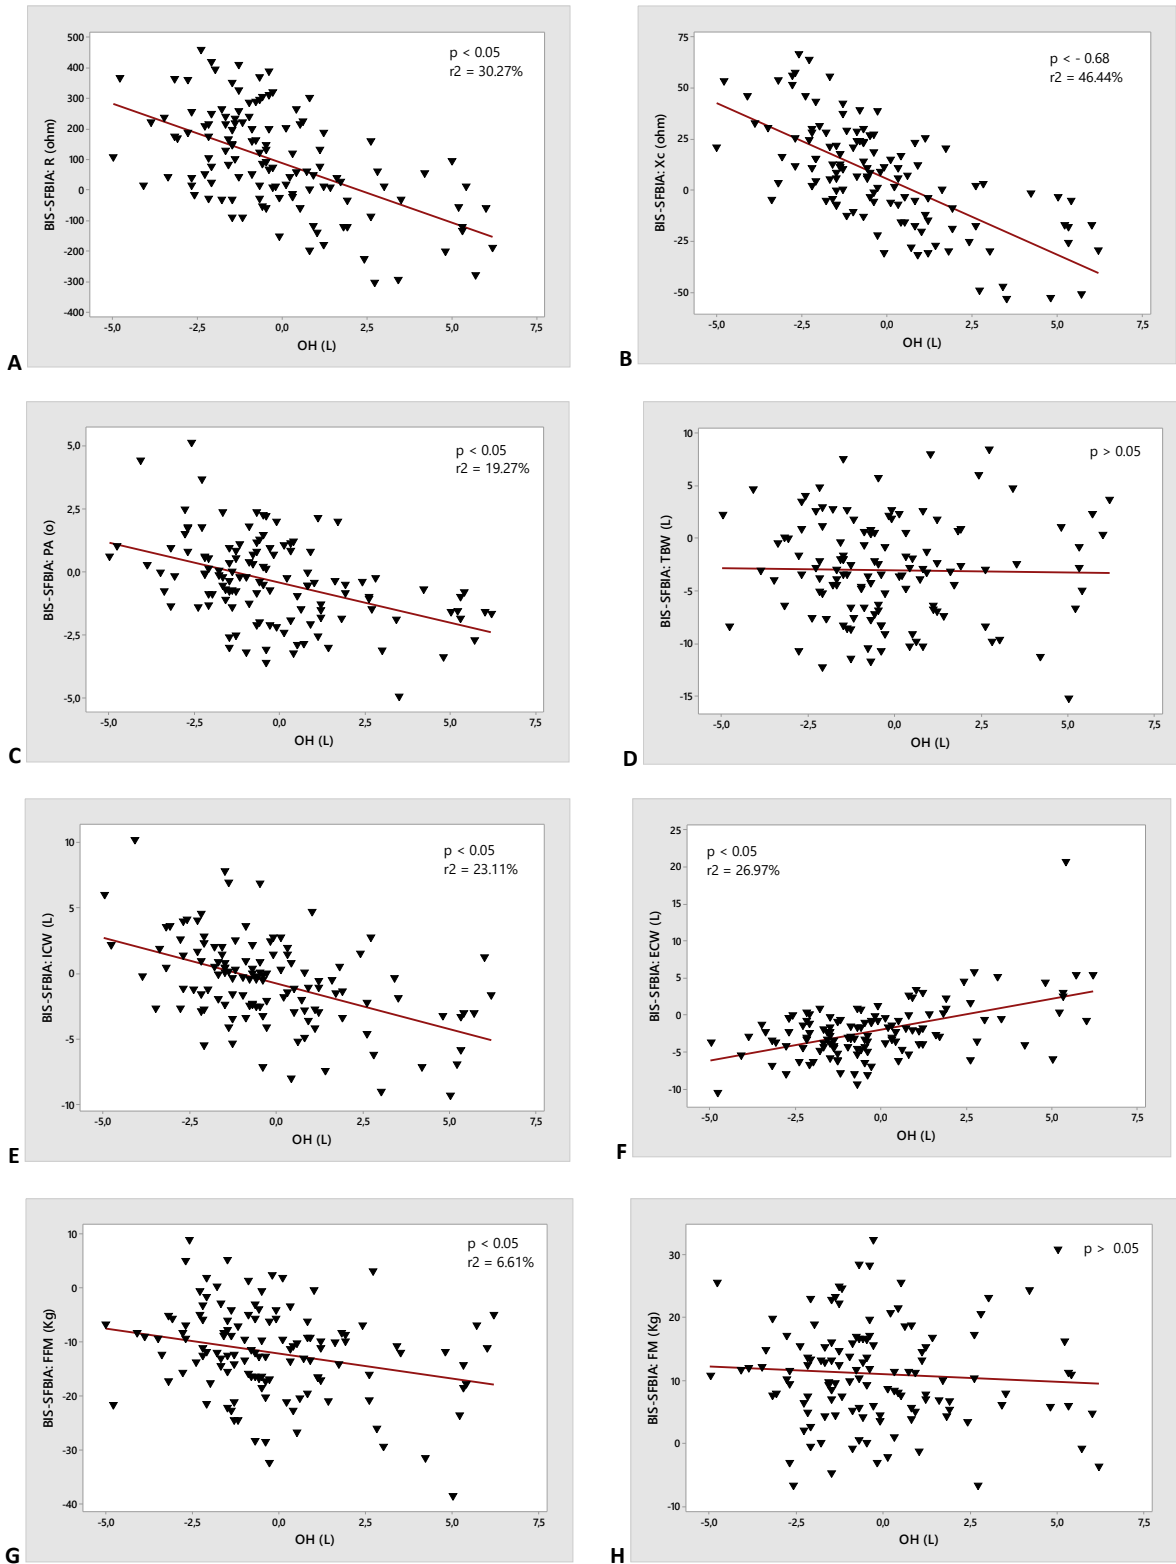 BIS-SFBIA: R (ohm)
500
400
300
200
100
0
-100
-200
-300
-400
p < 0.05
r2 = 30.27%
-5,0 -2,5 0,0 2,5 5,0 7,5
OH (L)
A
BIS-SFBIA: Xc (ohm)
75
50
25
0
-25
-50
p < - 0.68
r2 = 46.44%
-5,0 -2,5 0,0 2,5 5,0 7,5
OH (L)
B
BIS-SFBIA: PA (o)
5,0
2,5
0,0
-2,5
-5,0
p < 0.05
r2 = 19.27%
-5,0 -2,5 0,0 2,5 5,0 7,5
OH (L)
C
BIS-SFBIA: TBW (L)
10
5
0
-5
-10
-15
p > 0.05
-5,0 -2,5 0,0 2,5 5,0 7,5
OH (L)
D
BIS-SFBIA: ICW (L)
10
5
0
-5
-10
p < 0.05
r2 = 23.11%
-5,0 -2,5 0,0 2,5 5,0 7,5
OH (L)
E
BIS-SFBIA: ECW (L)
25
20
15
10
5
0
-5
-10
p < 0.05
r2 = 26.97%
-5,0 -2,5 0,0 2,5 5,0 7,5
OH (L)
F
BIS-SFBIA: FFM (Kg)
10
0
-10
-20
-30
-40
p < 0.05
r2 = 6.61%
-5,0 -2,5 0,0 2,5 5,0 7,5
OH (L)
G
BIS-SFBIA: FM (Kg)
30
20
10
0
-10
p > 0.05
-5,0 -2,5 0,0 2,5 5,0 7,5
OH (L)
H